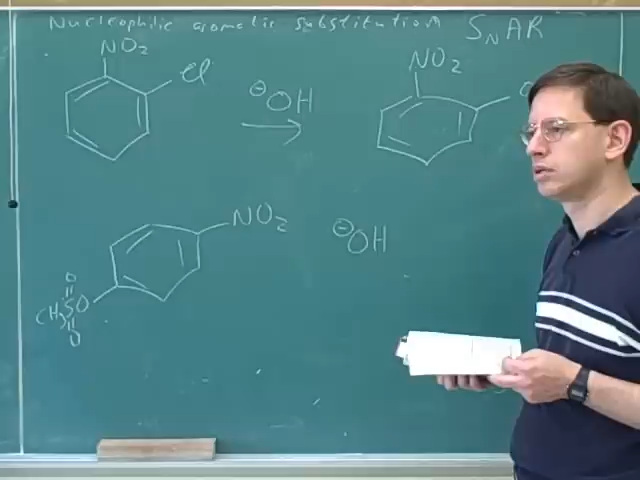 Nucleophilic aromatic substitution SNAR
NO2
Cl
⊖OH
NO2
NO2
⊖OH
O
CH3SO
O